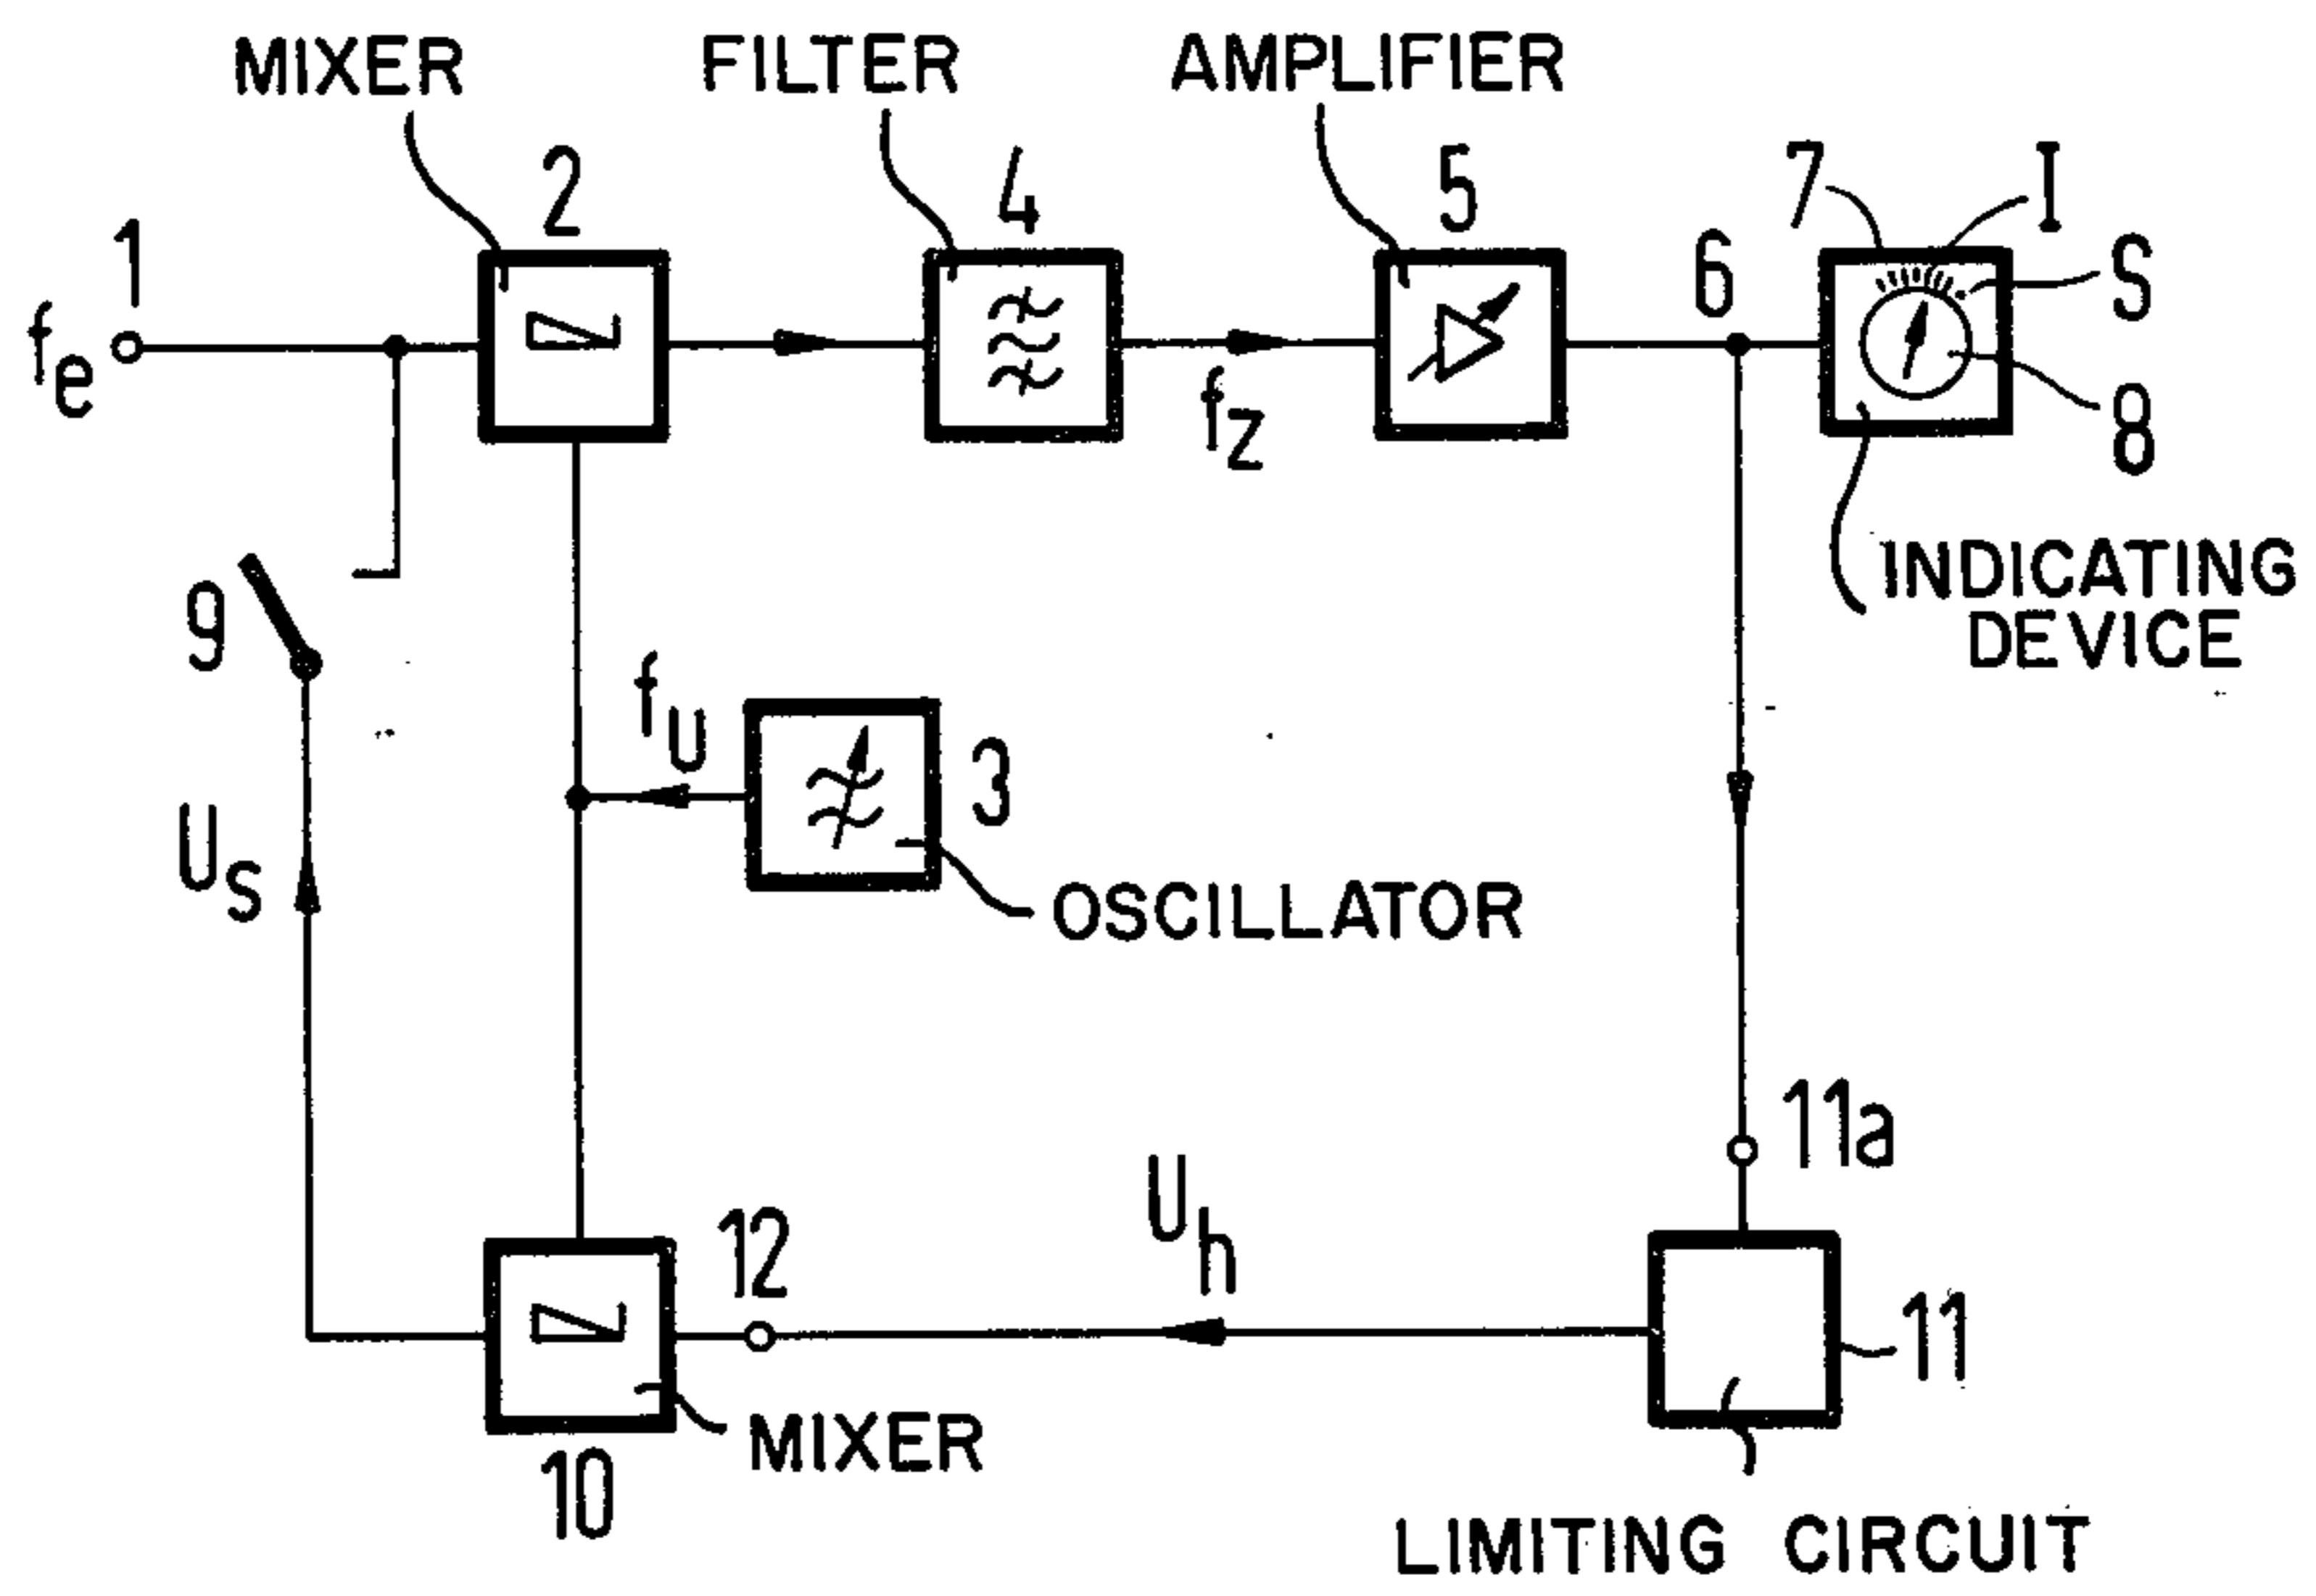 MIXER
FILTER
AMPLIFIER
1
2
4
5
6
7
I
S
8
fe
fz
INDICATING
DEVICE
9
fu
3
Us
OSCILLATOR
11a
Uh
12
11
MIXER
10
LIMITING CIRCUIT